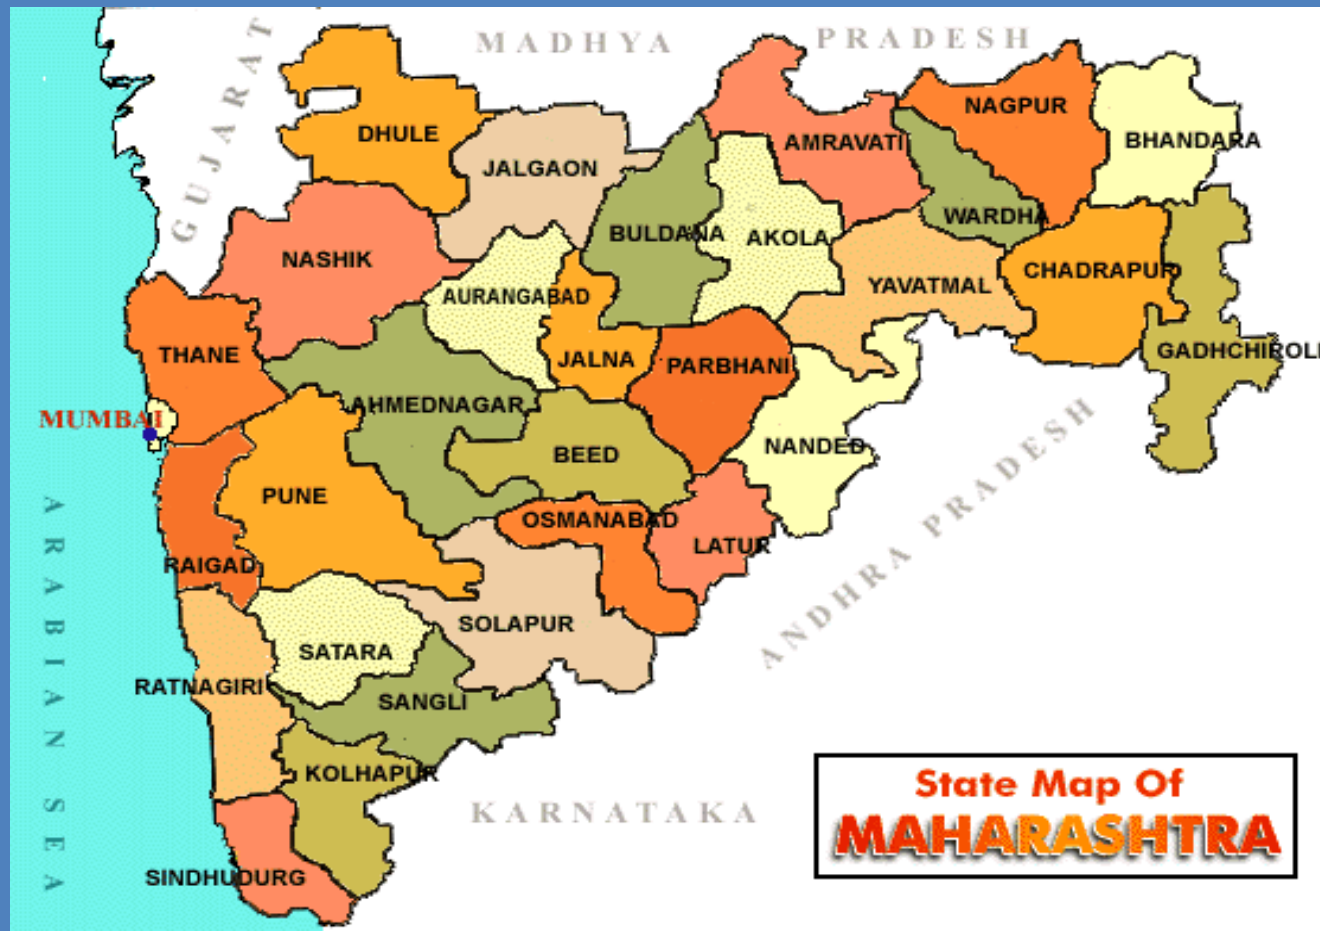 GUJARAT
MADHYA PRADESH
DHULE
JALGAON
AMRAVATI
NAGPUR
BHANDARA
NASHIK
BULDANA
AKOLA
WARDHA
YAVATMAL
CHADRAPUR
AURANGABAD
THANE
JALNA
PARBHANI
GADHCHIROLI
MUMBAI
AHMEDNAGAR
BEED
NANDED
PUNE
OSMANABAD
LATUR
RAIGAD
ANDHRA PRADESH
SOLAPUR
SATARA
RATNAGIRI
SANGLI
KOLHAPUR
KARNATAKA
SINDHUDURG
ARABIAN SEA
State Map Of
MAHARASHTRA